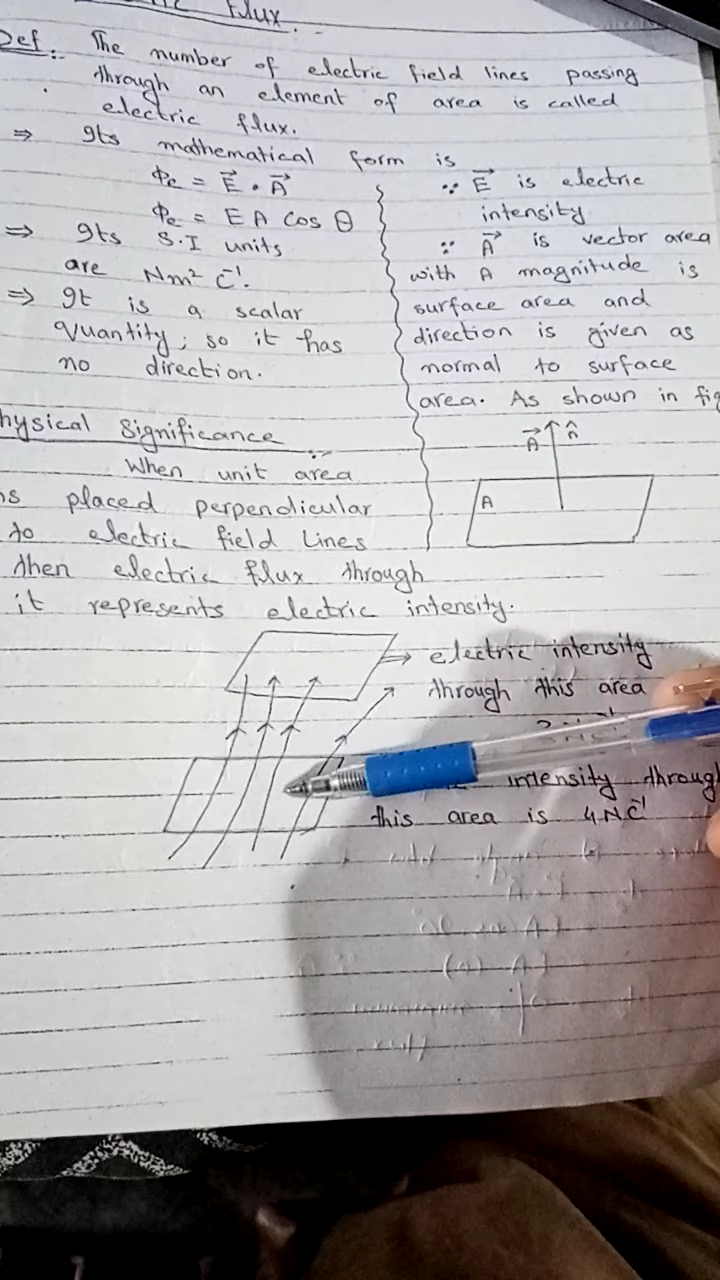 Flux.
Def: The number of electric field lines passing
through an element of area is called
electric flux.
⇒ Its mathematical form is
Φe = E⃗ . A⃗
Φe = E A Cos θ
⇒ Its S.I units
are Nm² C⁻¹.
⇒ It is a scalar
quantity; so it has
no direction.
∵ E⃗ is electric
intensity
∵ A⃗ is vector area
with A magnitude is
surface area and
direction is given as
normal to surface
area. As shown in fig
A⃗ n̂
A
hysical Significance
When unit area
is placed perpendicular
to electric field Lines
then electric flux through
it represents electric intensity.
⇒ electric intensity
through this area
3NC⁻¹
intensity through
this area is 4NC⁻¹